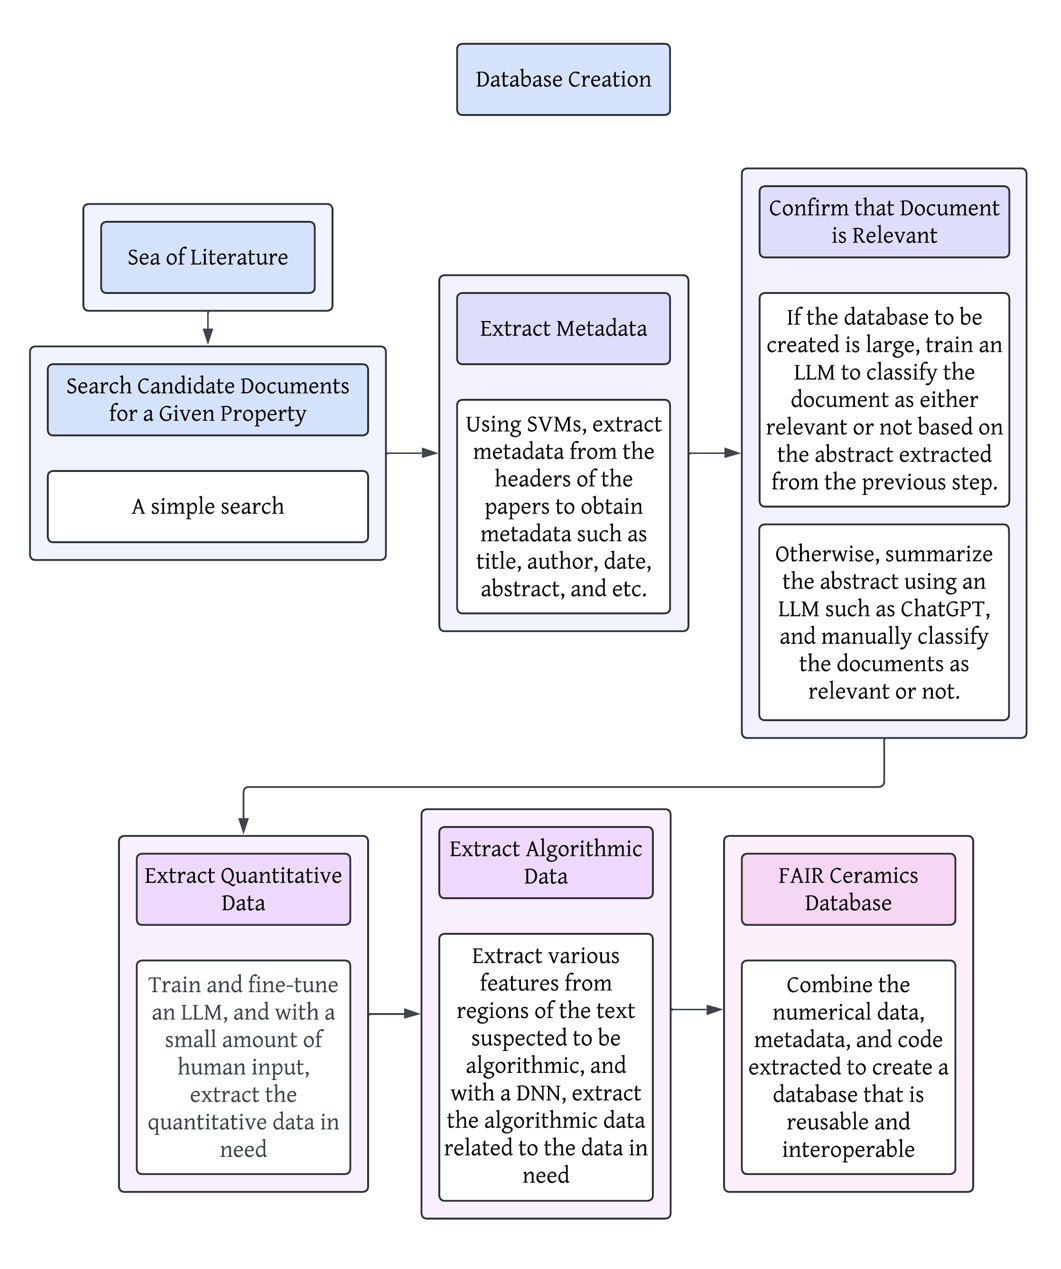 Database Creation
Sea of Literature
Search Candidate Documents
for a Given Property
A simple search
Extract Metadata
Using SVMs, extract
metadata from the
headers of the
papers to obtain
metadata such as
title, author, date,
abstract, and etc.
Confirm that Document
is Relevant
If the database to be
created is large, train an
LLM to classify the
document as either
relevant or not based on
the abstract extracted
from the previous step.
Otherwise, summarize
the abstract using an
LLM such as ChatGPT,
and manually classify
the documents as
relevant or not.
Extract Quantitative
Data
Train and fine-tune
an LLM, and with a
small amount of
human input,
extract the
quantitative data in
need
Extract Algorithmic
Data
Extract various
features from
regions of the text
suspected to be
algorithmic, and
with a DNN, extract
the algorithmic data
related to the data in
need
FAIR Ceramics
Database
Combine the
numerical data,
metadata, and code
extracted to create a
database that is
reusable and
interoperable